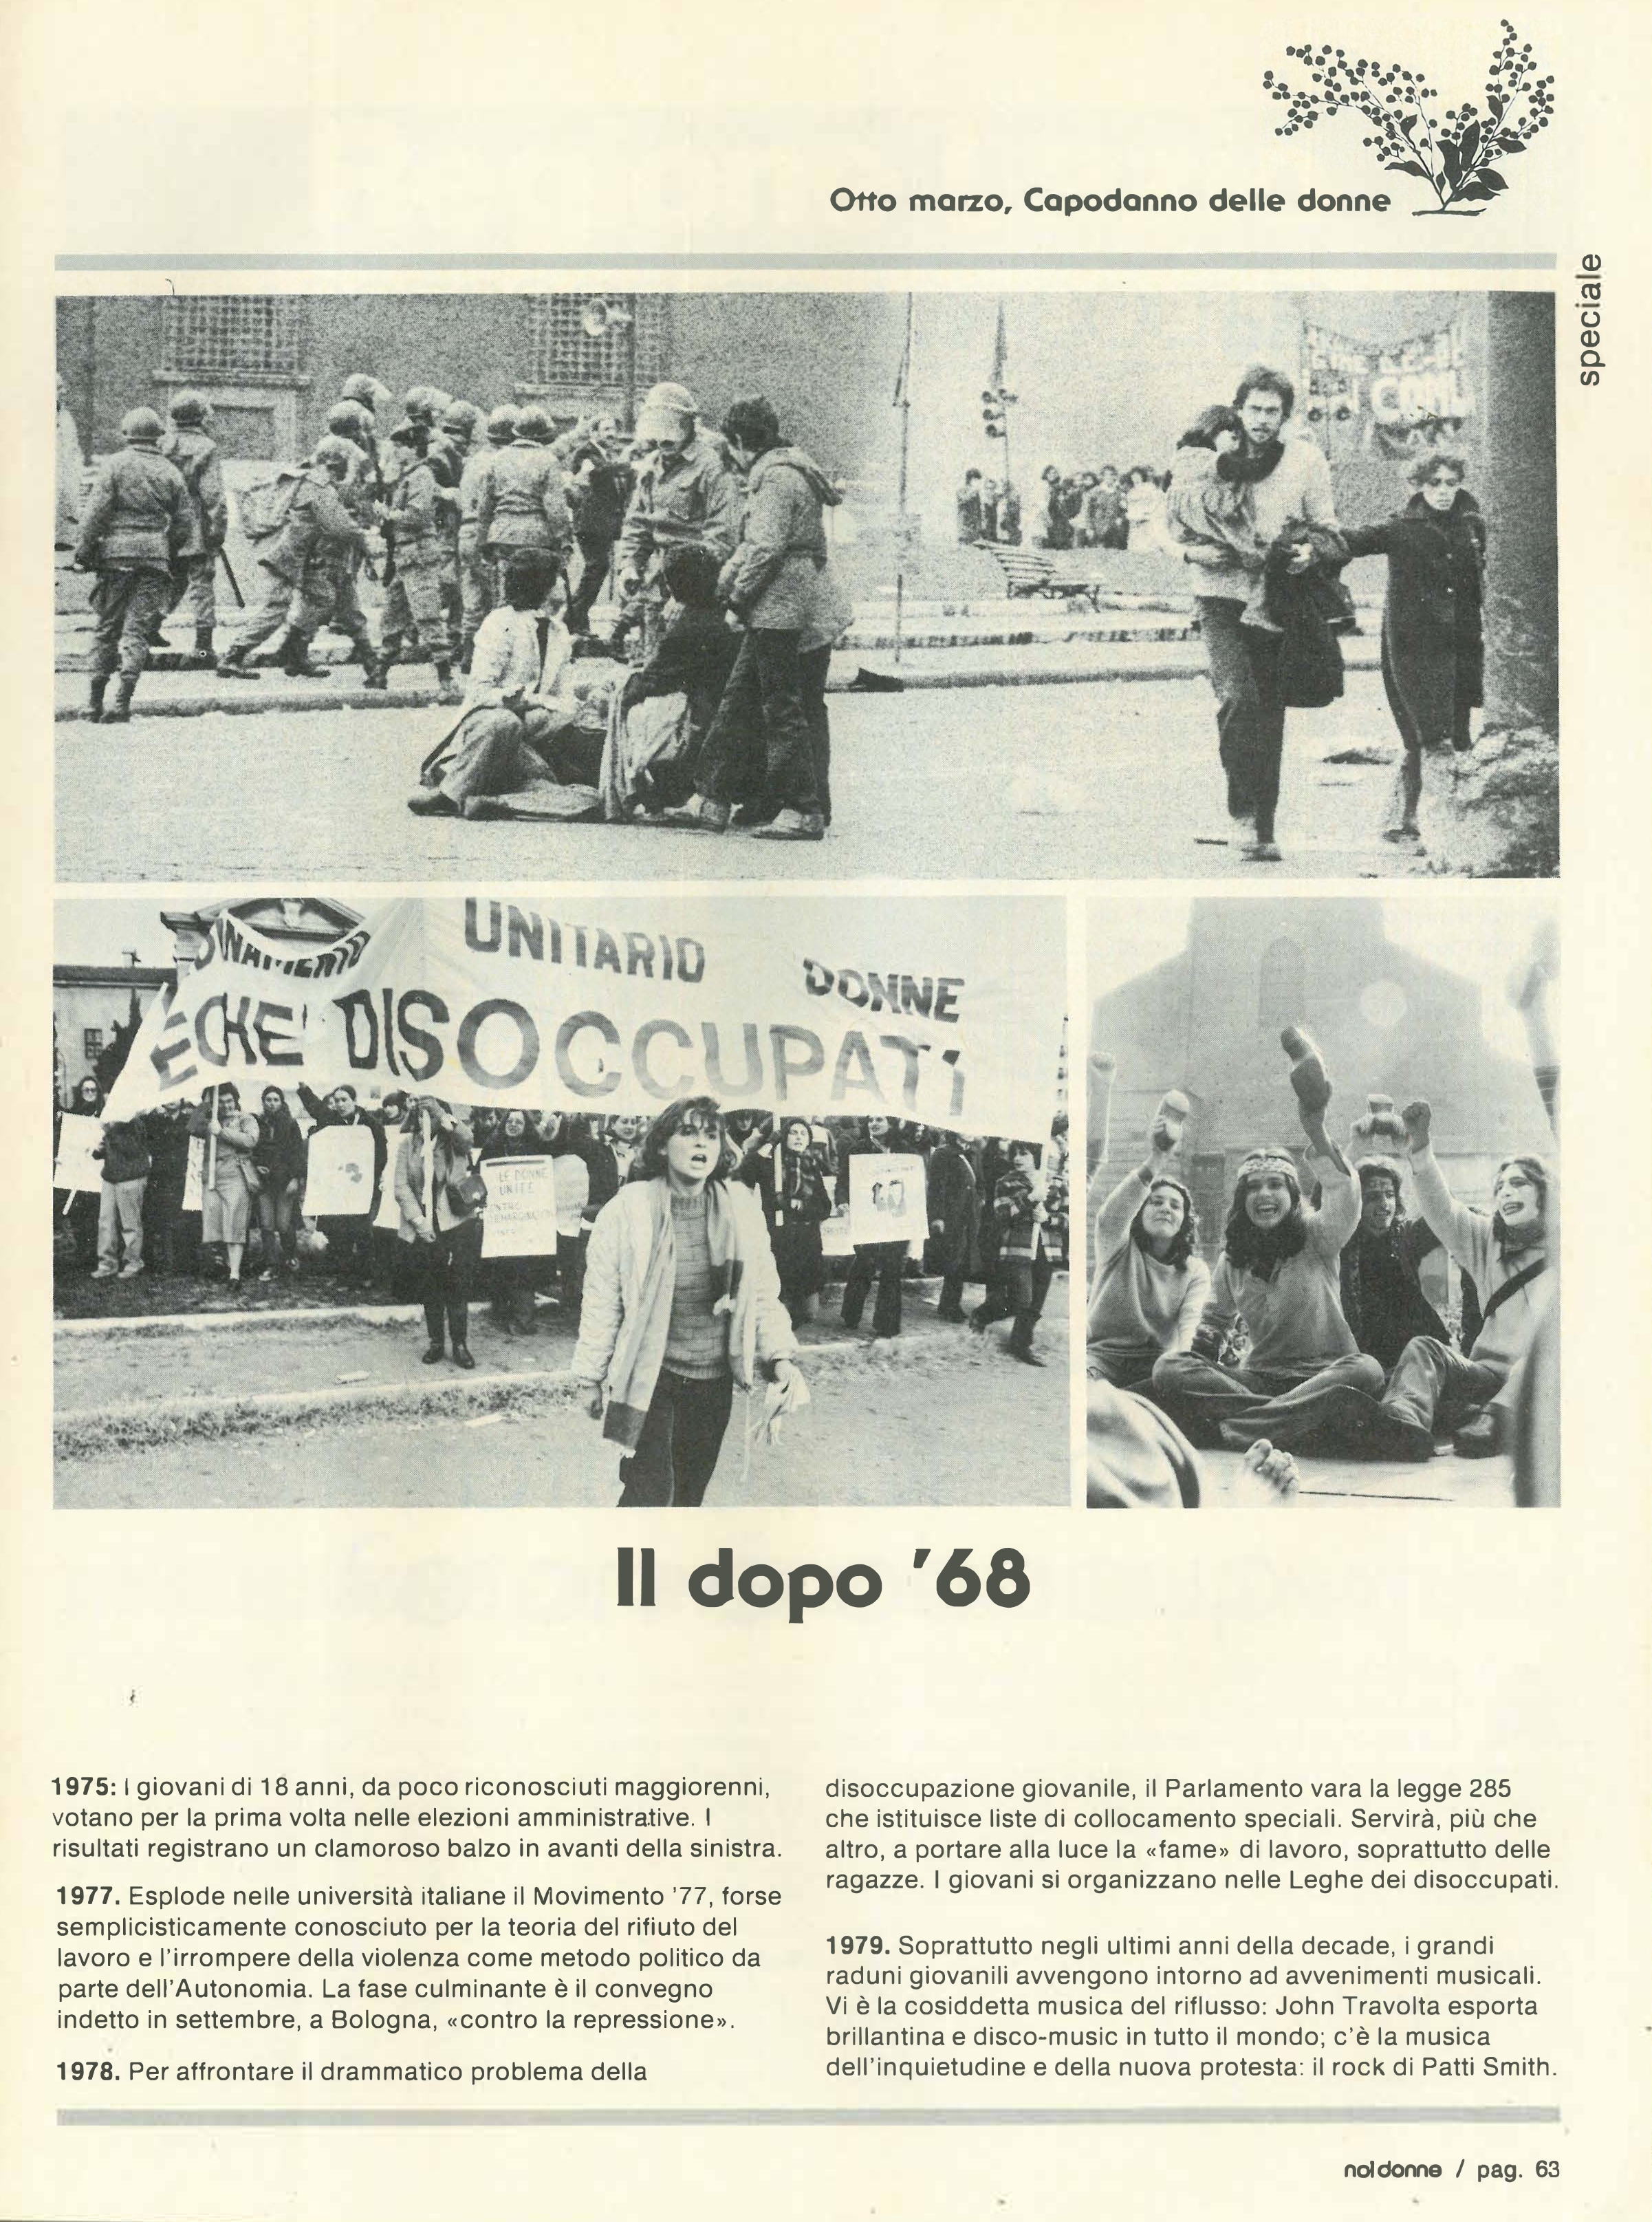 Otto marzo, Capodanno delle donne
speciale
UNITARIO
DONNE
ECHE' DISOCCUPATI
LE DONNE
UNITE
Il dopo '68
1975: I giovani di 18 anni, da poco riconosciuti maggiorenni,
votano per la prima volta nelle elezioni amministrative. I
risultati registrano un clamoroso balzo in avanti della sinistra.
1977. Esplode nelle università italiane il Movimento '77, forse
semplicisticamente conosciuto per la teoria del rifiuto del
lavoro e l'irrompere della violenza come metodo politico da
parte dell'Autonomia. La fase culminante è il convegno
indetto in settembre, a Bologna, «contro la repressione».
1978. Per affrontare il drammatico problema della
disoccupazione giovanile, il Parlamento vara la legge 285
che istituisce liste di collocamento speciali. Servirà, più che
altro, a portare alla luce la «fame» di lavoro, soprattutto delle
ragazze. I giovani si organizzano nelle Leghe dei disoccupati.
1979. Soprattutto negli ultimi anni della decade, i grandi
raduni giovanili avvengono intorno ad avvenimenti musicali.
Vi è la cosiddetta musica del riflusso: John Travolta esporta
brillantina e disco-music in tutto il mondo; c'è la musica
dell'inquietudine e della nuova protesta: il rock di Patti Smith.
noi donne / pag. 63